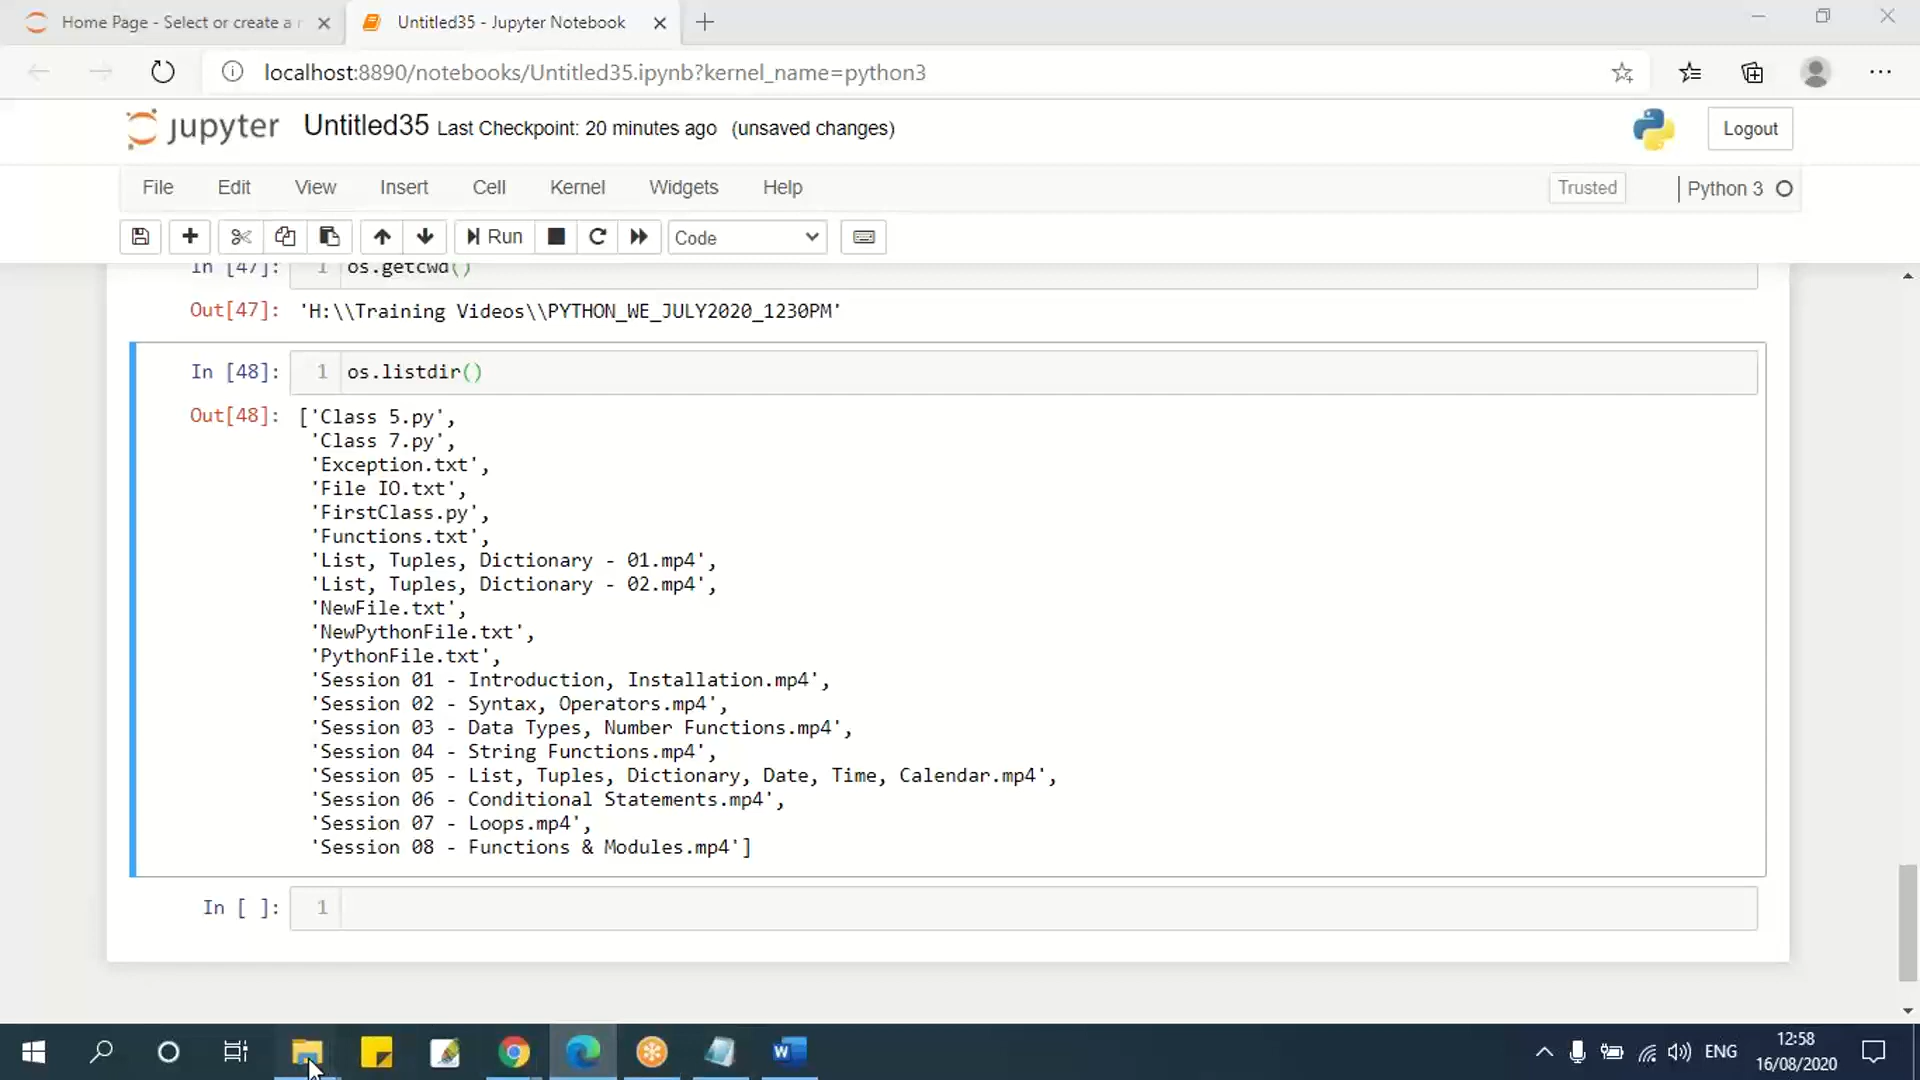 Home Page - Select or create a n
Untitled35 - Jupyter Notebook
localhost:8890/notebooks/Untitled35.ipynb?kernel_name=python3
jupyter Untitled35 Last Checkpoint: 20 minutes ago (unsaved changes)
Logout
File Edit View Insert Cell Kernel Widgets Help
Trusted
Python 3
Run
Code
In [47]: 1 os.getcwd()
Out[47]: 'H:\\Training Videos\\PYTHON_WE_JULY2020_1230PM'
In [48]: 1 os.listdir()
Out[48]: ['Class 5.py',
'Class 7.py',
'Exception.txt',
'File IO.txt',
'FirstClass.py',
'Functions.txt',
'List, Tuples, Dictionary - 01.mp4',
'List, Tuples, Dictionary - 02.mp4',
'NewFile.txt',
'NewPythonFile.txt',
'PythonFile.txt',
'Session 01 - Introduction, Installation.mp4',
'Session 02 - Syntax, Operators.mp4',
'Session 03 - Data Types, Number Functions.mp4',
'Session 04 - String Functions.mp4',
'Session 05 - List, Tuples, Dictionary, Date, Time, Calendar.mp4',
'Session 06 - Conditional Statements.mp4',
'Session 07 - Loops.mp4',
'Session 08 - Functions & Modules.mp4']
In [ ]: 1
ENG
12:58
16/08/2020